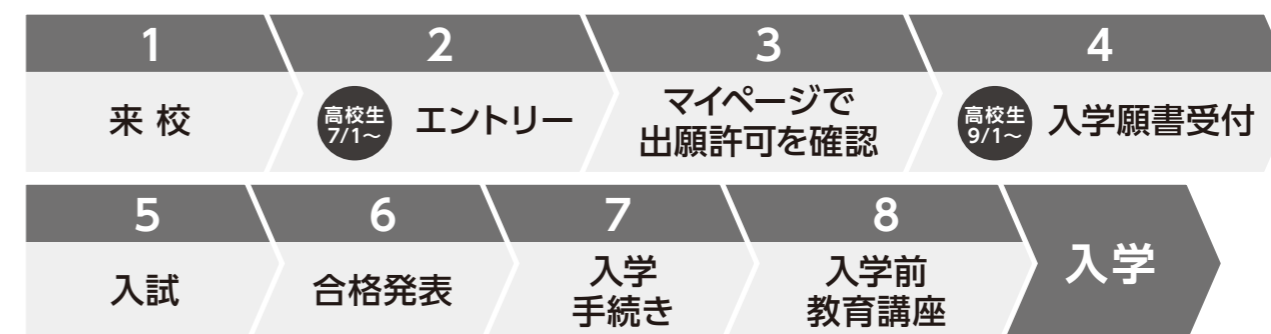 1
来校
2
高校生
7/1～
エントリー
3
マイページで
出願許可を確認
4
高校生
9/1～
入学願書受付
5
入試
6
合格発表
7
入学
手続き
8
入学前
教育講座
入学